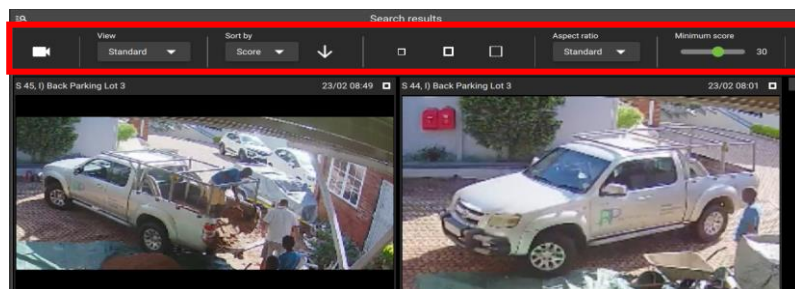 Search results
View
Sort by
Aspect ratio
Minimum score
Standard
Score
Standard
30
S 45, I) Back Parking Lot 3
23/02 08:49
S 44, I) Back Parking Lot 3
23/02 08:01